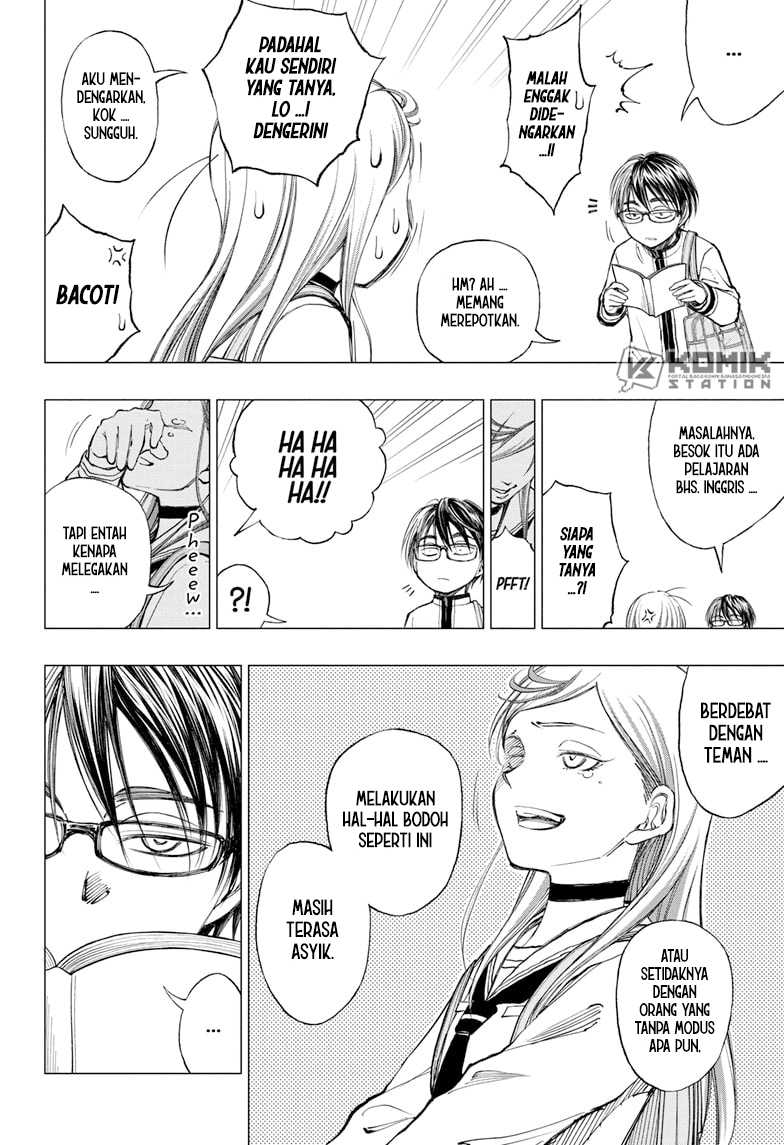 ...
MALAH
ENGGAK
DIDE-
NGARKAN
...!!
PADAHAL
KAU SENDIRI
YANG TANYA,
LO ...I
DENGERIN!
AKU MEN-
DENGARKAN,
KOK ....
SUNGGUH.
HM? AH ....
MEMANG
MEREPOTKAN.
BACOT!
KOMIK
STATION
MASALAHNYA,
BESOK ITU ADA
PELAJARAN
BHS. INGGRIS ....
SIAPA
YANG
TANYA
...?!
PFFT!
HA HA
HA HA
HA!!
?!
Pheeew...
TAPI ENTAH
KENAPA
MELEGAKAN
....
BERDEBAT
DENGAN
TEMAN ....
MELAKUKAN
HAL-HAL BODOH
SEPERTI INI
MASIH
TERASA
ASYIK.
ATAU
SETIDAKNYA
DENGAN
ORANG YANG
TANPA MODUS
APA PUN.
...